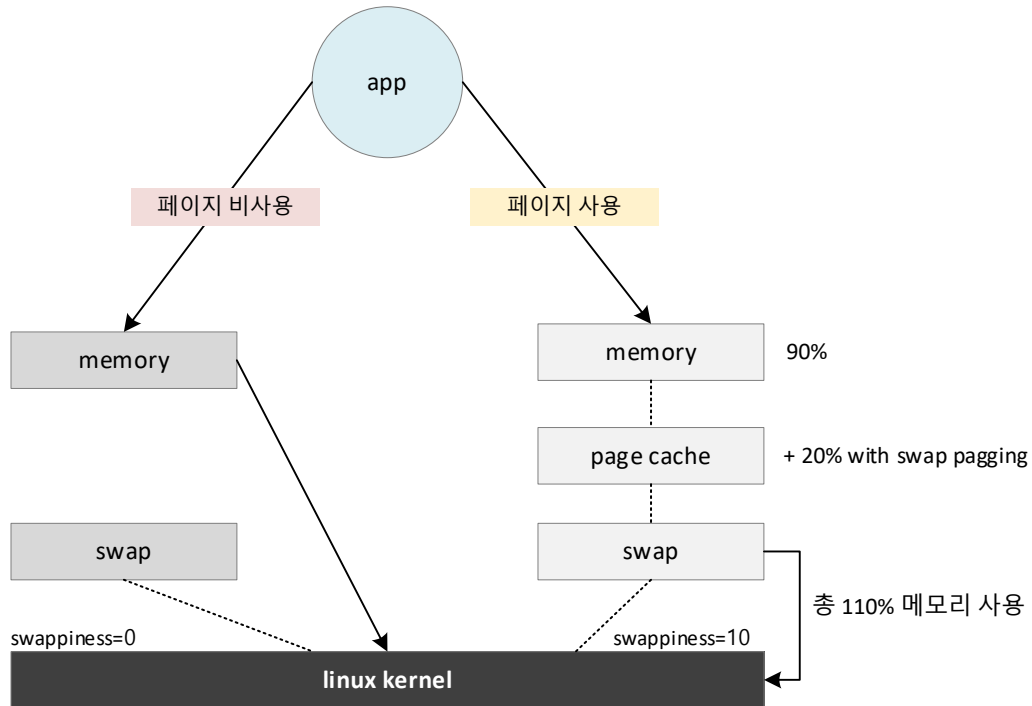 app
페이지 비사용
페이지 사용
memory
memory
90%
page cache
+ 20% with swap pagging
swap
swap
총 110% 메모리 사용
swappiness=0
swappiness=10
linux kernel